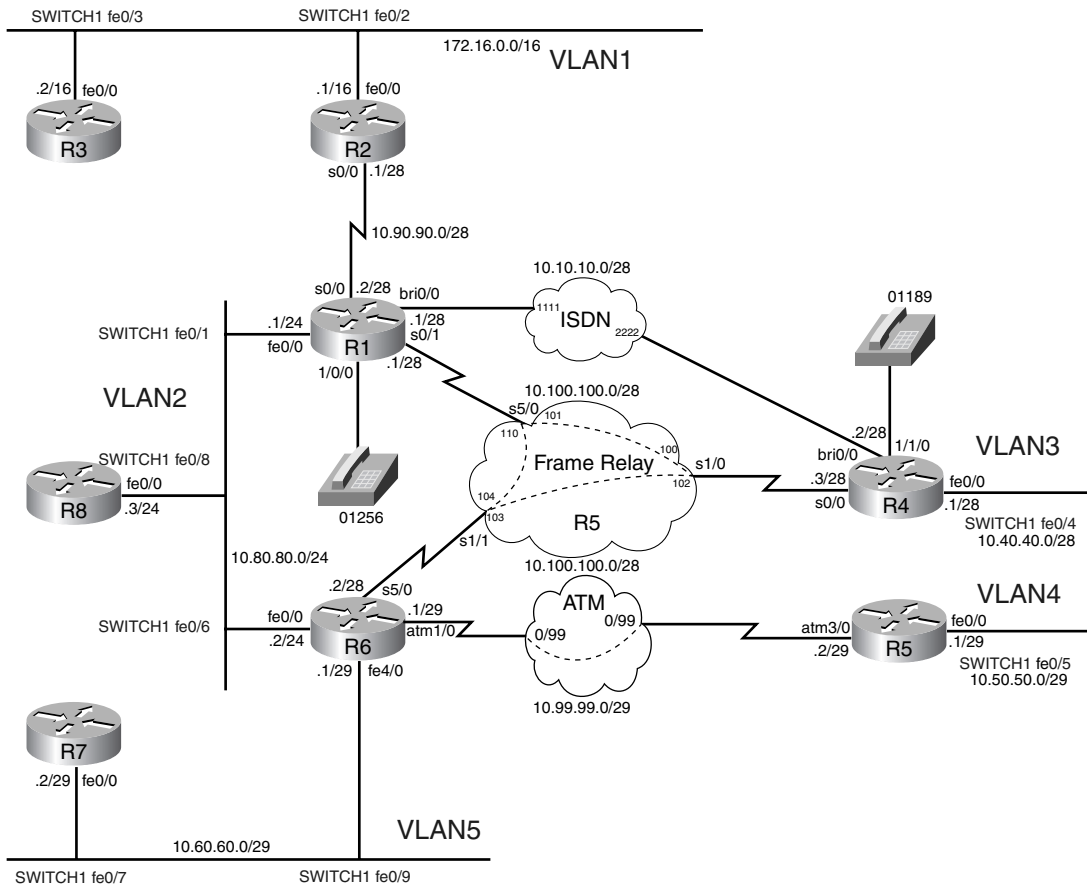 SWITCH1 fe0/3
SWITCH1 fe0/2
172.16.0.0/16
VLAN1
.2/16 fe0/0
.1/16 fe0/0
R3
R2
s0/0 .1/28
10.90.90.0/28
10.10.10.0/28
s0/0 .2/28
bri0/0
1111
ISDN
2222
01189
SWITCH1 fe0/1
.1/24
fe0/0
R1
.1/28
s0/1
.1/28
1/0/0
VLAN2
10.100.100.0/28
s5/0
101
110
100
Frame Relay
s1/0
102
104
103
R5
s1/1
.2/28
1/1/0
bri0/0
VLAN3
.3/28
s0/0
R4
fe0/0
.1/28
SWITCH1 fe0/4
10.40.40.0/28
SWITCH1 fe0/8
R8
fe0/0
.3/24
01256
10.80.80.0/24
10.100.100.0/28
VLAN4
.2/28 s5/0
SWITCH1 fe0/6
fe0/0
.2/24
R6
.1/29
atm1/0
ATM
0/99
0/99
atm3/0
.2/29
R5
fe0/0
.1/29
SWITCH1 fe0/5
10.50.50.0/29
.1/29 fe4/0
10.99.99.0/29
R7
.2/29 fe0/0
10.60.60.0/29
VLAN5
SWITCH1 fe0/7
SWITCH1 fe0/9